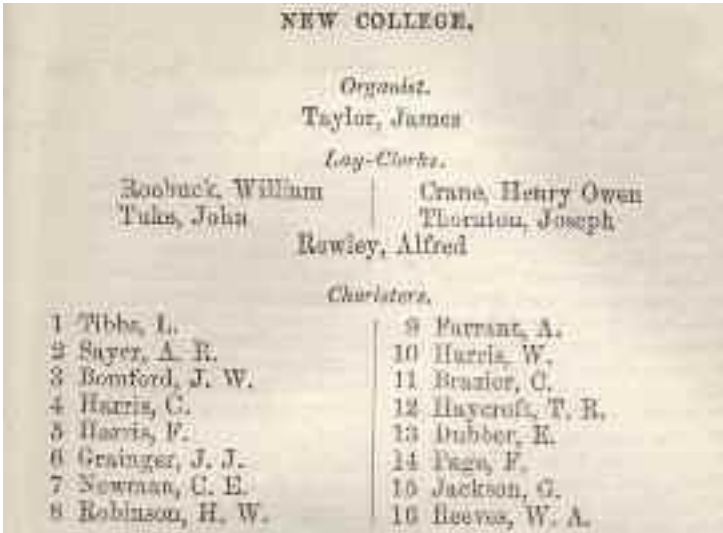 NEW COLLEGE.
Organist.
Taylor, James
Lay-Clerks.
Roobuck, William
Crane, Henry Owen
John
Thornton, Joseph
Rowley, Alfred
Choristers.
1 Tibbs, L.
2 Sayer, A. R.
3 Bomford, J. W.
4 Harris, C.
5 Harris, F.
6 Grainger, J. J.
7 Newman, C. E.
8 Robinson, H. W.
9 Farrant, A.
10 Harris, W.
11 Brazier, C.
12 Haycroft, T. R.
13 Dubber, E.
14 Page, F.
15 Jackson, G.
16 Reeves, W. A.